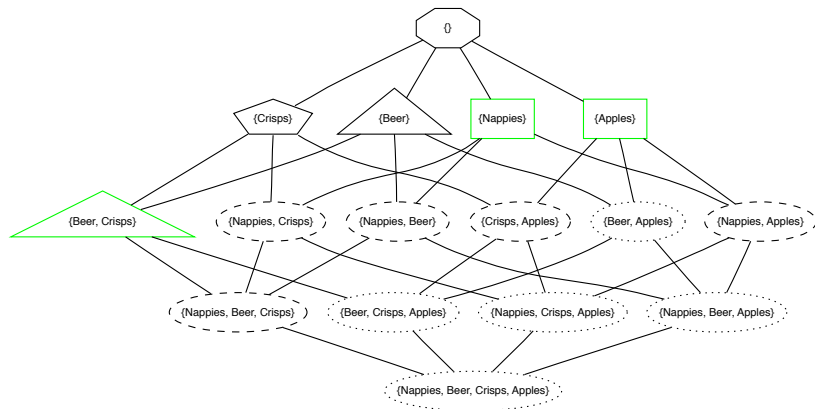 {}
{Crisps}
{Beer}
{Nappies}
{Apples}
{Beer, Crisps}
{Nappies, Crisps}
{Nappies, Beer}
{Crisps, Apples}
{Beer, Apples}
{Nappies, Apples}
{Nappies, Beer, Crisps}
{Beer, Crisps, Apples}
{Nappies, Crisps, Apples}
{Nappies, Beer, Apples}
{Nappies, Beer, Crisps, Apples}